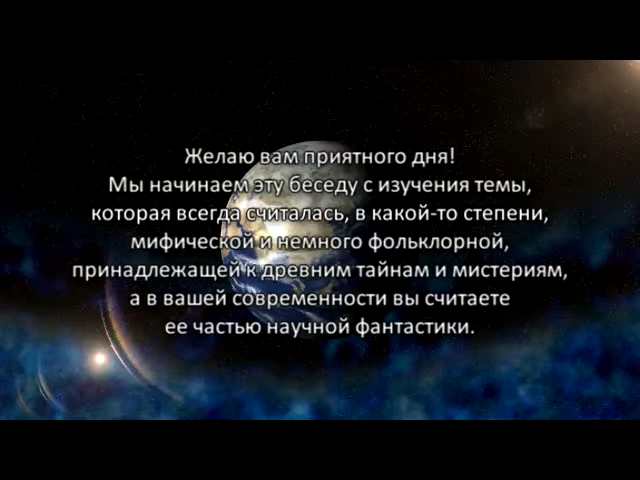 Желаю вам приятного дня!
Мы начинаем эту беседу с изучения темы,
которая всегда считалась, в какой-то степени,
мифической и немного фольклорной,
принадлежащей к древним тайнам и мистериям,
а в вашей современности вы считаете
ее частью научной фантастики.